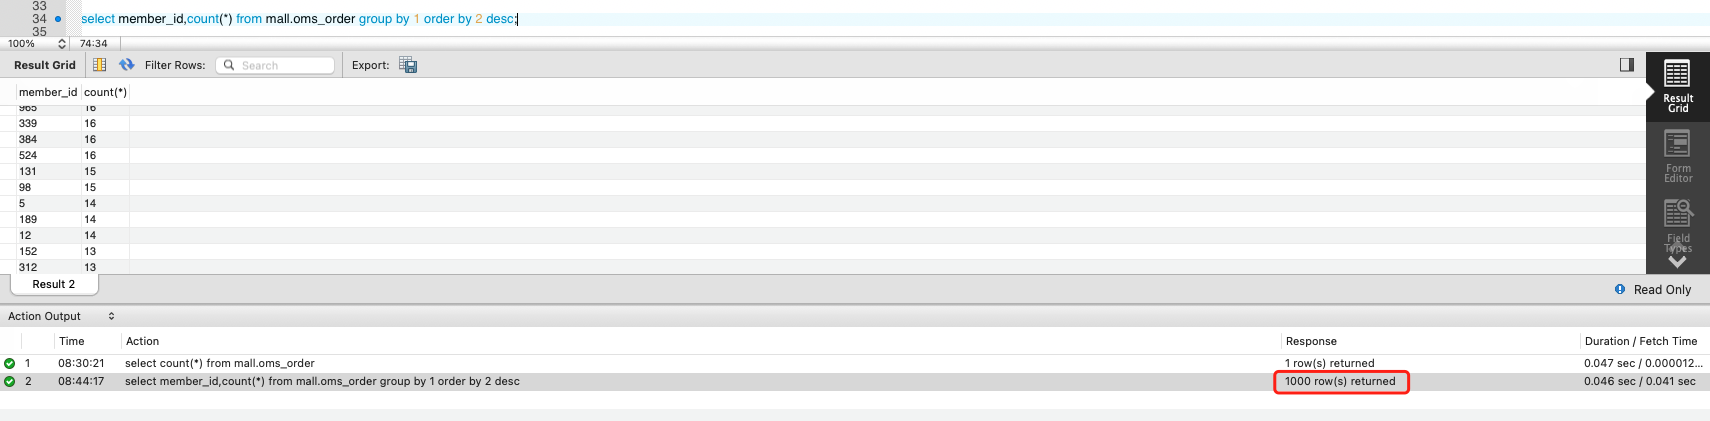 33
34 select member_id,count(*) from mall.oms_order group by 1 order by 2 desc;
35
100% 74:34
Result Grid Filter Rows: Search Export:
member_id count(*)
965 16
339 16
384 16
524 16
131 15
98 15
5 14
189 14
12 14
152 13
312 13
Result Grid
Form Editor
Field Types
Result 2
Read Only
Action Output
Time Action Response Duration / Fetch Time
1 08:30:21 select count(*) from mall.oms_order 1 row(s) returned 0.047 sec / 0.000012...
2 08:44:17 select member_id,count(*) from mall.oms_order group by 1 order by 2 desc 1000 row(s) returned 0.046 sec / 0.041 sec